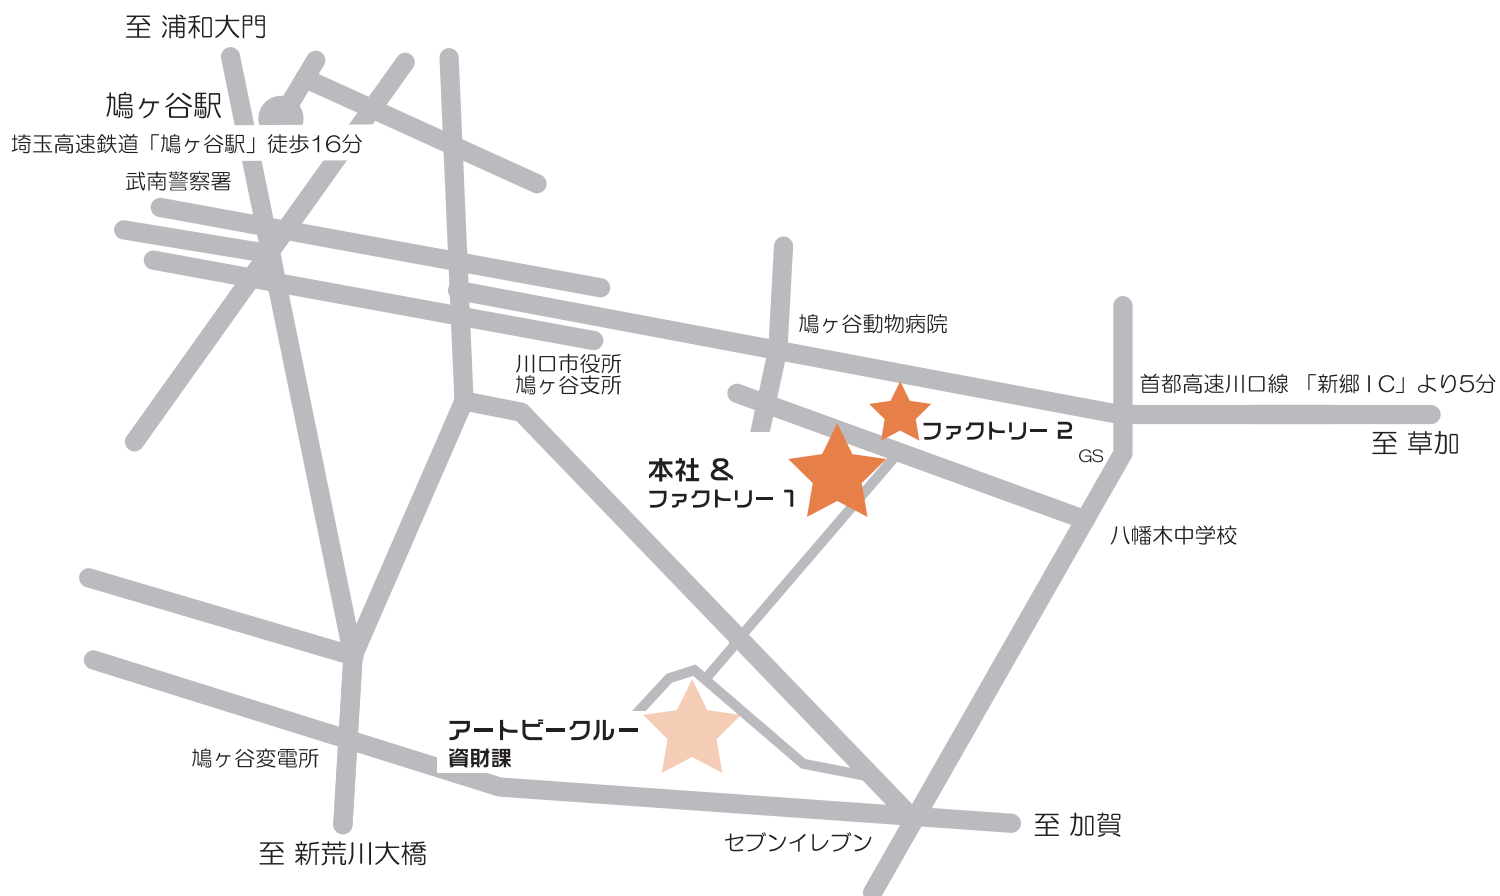 至 浦和大門
鳩ヶ谷駅
埼玉高速鉄道「鳩ヶ谷駅」徒歩16分
武南警察署
鳩ヶ谷動物病院
川口市役所
鳩ヶ谷支所
首都高速川口線 「新郷IC」より5分
至 草加
ファクトリー 2
GS
本社 &
ファクトリー 1
八幡木中学校
アートビークルー
資財課
鳩ヶ谷変電所
セブンイレブン
至 加賀
至 新荒川大橋